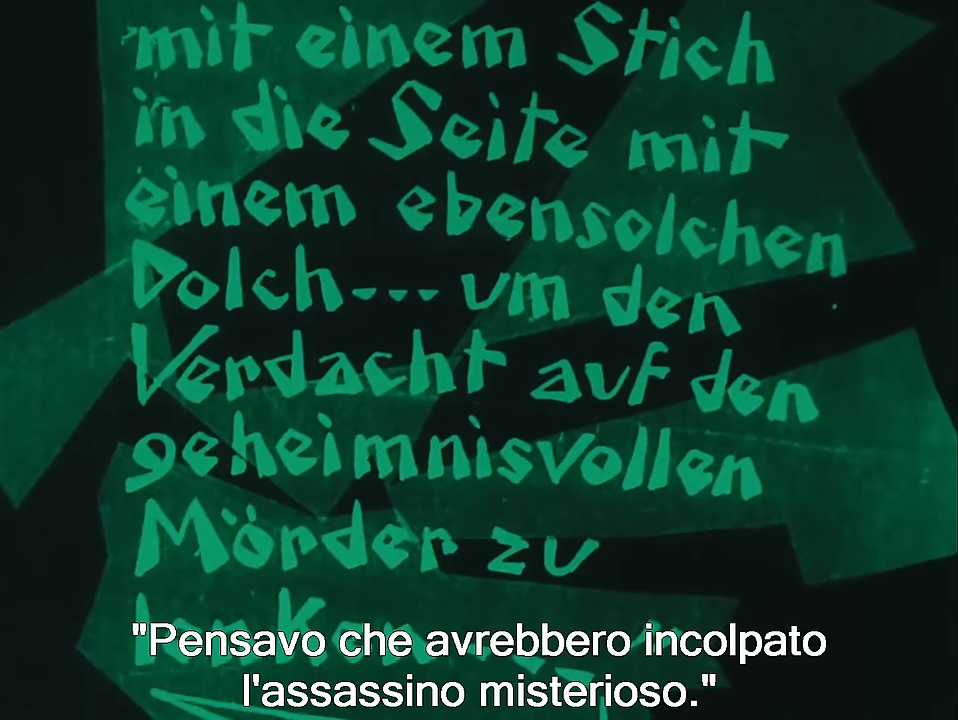 mit einem Stich
in die Seite mit
einem ebensolchen
Dolch--- um den
Verdacht auf den
geheimnisvollen
Mörder zu
"Pensavo che avrebbero incolpato
l'assassino misterioso."